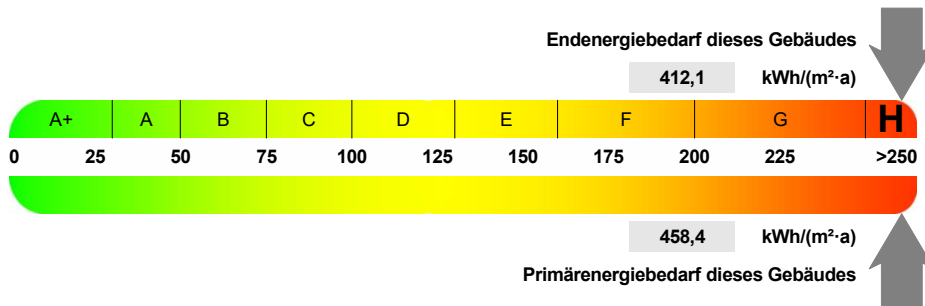 Endenergiebedarf dieses Gebäudes
412,1 kWh/(m²·a)
A+ A B C D E F G H
0 25 50 75 100 125 150 175 200 225 >250
458,4 kWh/(m²·a)
Primärenergiebedarf dieses Gebäudes